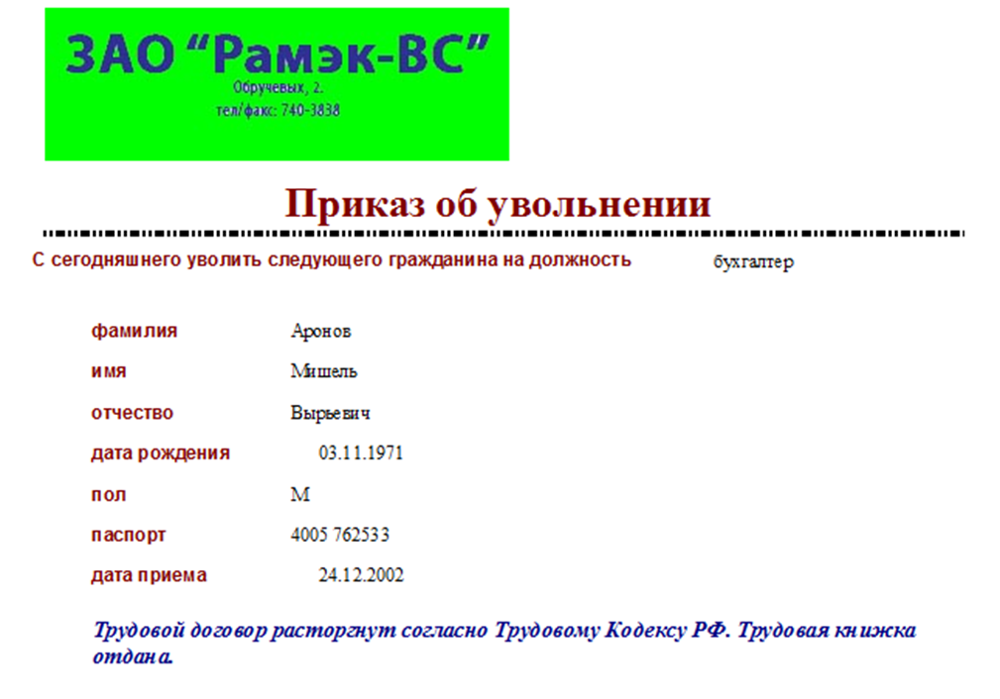 ЗАО “Рамэк-ВС”
Обручевых, 2.
тел/факс: 740-3838
Приказ об увольнении
С сегодняшнего уволить следующего гражданина на должность бухгалтер
фамилия Аронов
имя Мишель
отчество Вырьевич
дата рождения 03.11.1971
пол М
паспорт 4005 762533
дата приема 24.12.2002
Трудовой договор расторгнут согласно Трудовому Кодексу РФ. Трудовая книжка
отдана.